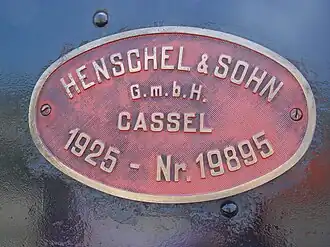 HENSCHEL & SOHN
G.m.b.H.
CASSEL
1925 - Nr. 19895